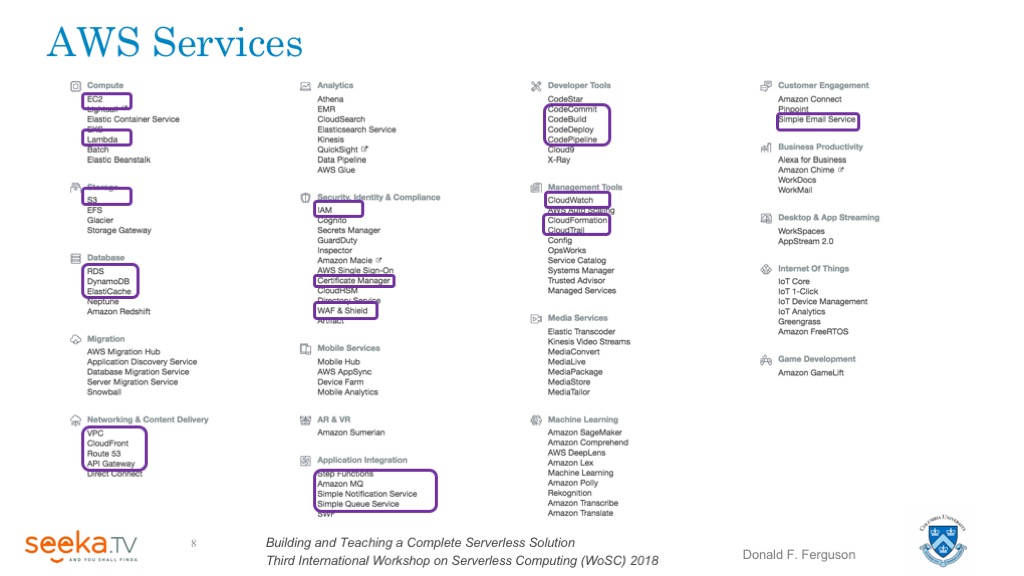 AWS Services
Compute
EC2
Lightsail
Elastic Container Service
EKS
Lambda
Batch
Elastic Beanstalk
Storage
S3
EFS
Glacier
Storage Gateway
Database
RDS
DynamoDB
ElastiCache
Neptune
Amazon Redshift
Migration
AWS Migration Hub
Application Discovery Service
Database Migration Service
Server Migration Service
Snowball
Networking & Content Delivery
VPC
CloudFront
Route 53
API Gateway
Direct Connect
Analytics
Athena
EMR
CloudSearch
Elasticsearch Service
Kinesis
QuickSight
Data Pipeline
AWS Glue
Security, Identity & Compliance
IAM
Cognito
Secrets Manager
GuardDuty
Inspector
Amazon Macie
AWS Single Sign-On
Certificate Manager
CloudHSM
Directory Service
WAF & Shield
Artifact
Mobile Services
Mobile Hub
AWS AppSync
Device Farm
Mobile Analytics
AR & VR
Amazon Sumerian
Application Integration
Step Functions
Amazon MQ
Simple Notification Service
Simple Queue Service
SWF
Developer Tools
CodeStar
CodeCommit
CodeBuild
CodeDeploy
CodePipeline
Cloud9
X-Ray
Management Tools
CloudWatch
AWS Auto Scaling
CloudFormation
CloudTrail
Config
OpsWorks
Service Catalog
Systems Manager
Trusted Advisor
Managed Services
Media Services
Elastic Transcoder
Kinesis Video Streams
MediaConvert
MediaLive
MediaPackage
MediaStore
MediaTailor
Machine Learning
Amazon SageMaker
Amazon Comprehend
AWS DeepLens
Amazon Lex
Machine Learning
Amazon Polly
Rekognition
Amazon Transcribe
Amazon Translate
Customer Engagement
Amazon Connect
Pinpoint
Simple Email Service
Business Productivity
Alexa for Business
Amazon Chime
WorkDocs
WorkMail
Desktop & App Streaming
WorkSpaces
AppStream 2.0
Internet Of Things
IoT Core
IoT 1-Click
IoT Device Management
IoT Analytics
Greengrass
Amazon FreeRTOS
Game Development
Amazon GameLift
seeka.TV
AND YOU SHALL FINDA
8
Building and Teaching a Complete Serverless Solution
Third International Workshop on Serverless Computing (WoSC) 2018
Donald F. Ferguson
COLUMBIA UNIVERSITY